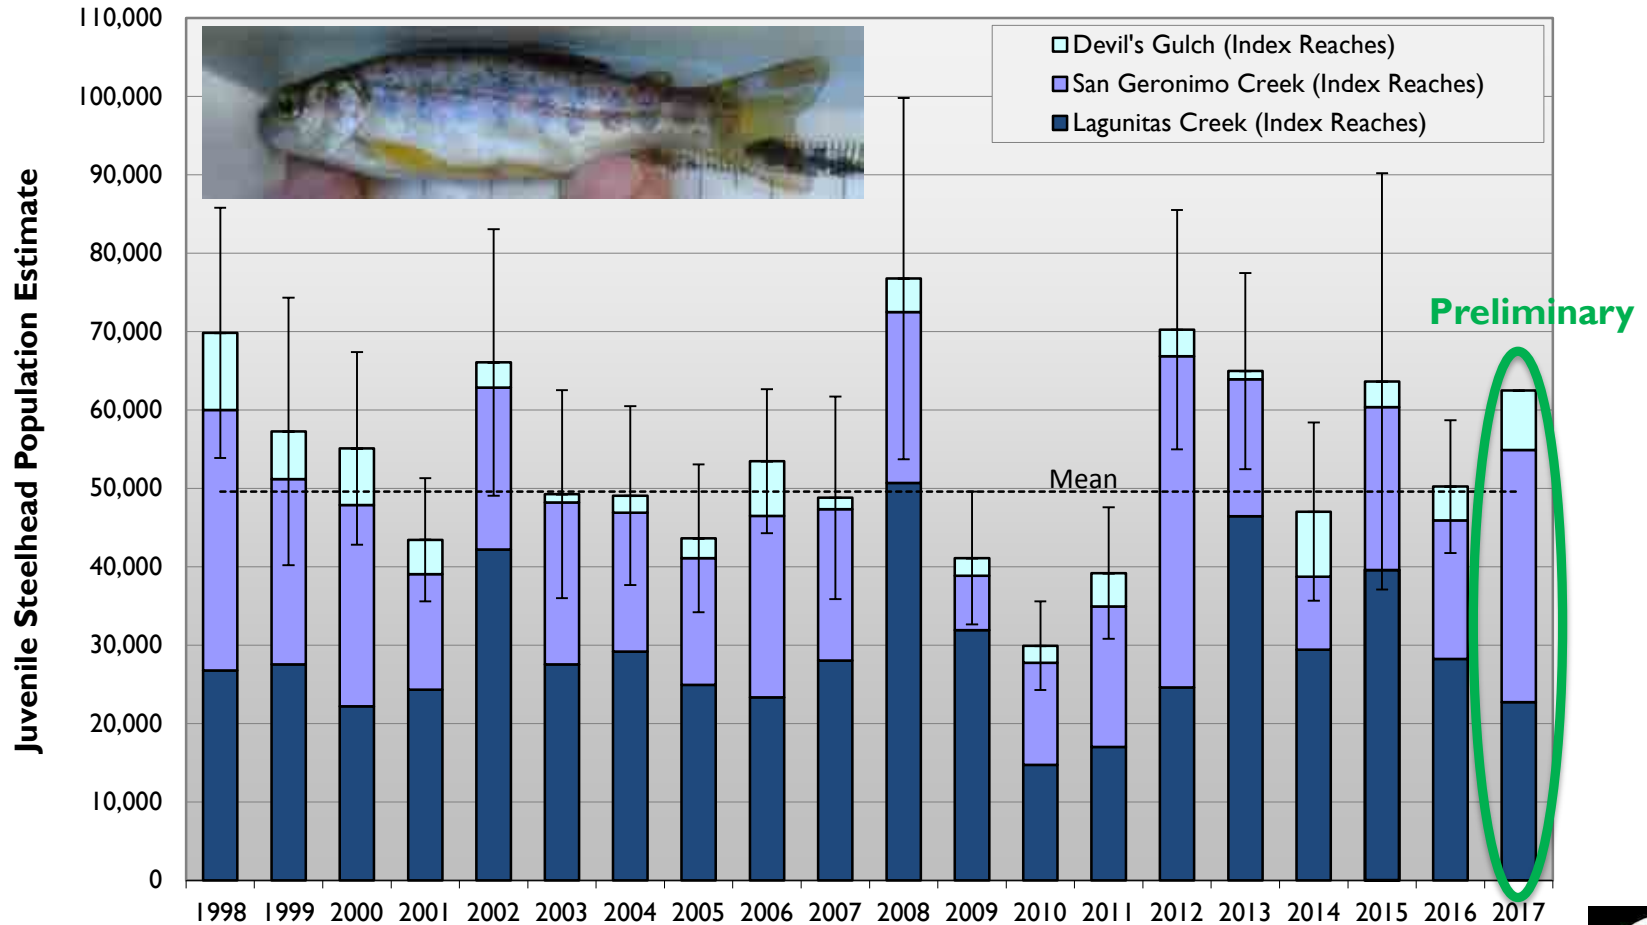 110,000
100,000
90,000
80,000
70,000
60,000
50,000
40,000
30,000
20,000
10,000
0
Juvenile Steelhead Population Estimate
Devil's Gulch (Index Reaches)
San Geronimo Creek (Index Reaches)
Lagunitas Creek (Index Reaches)
Preliminary
Mean
1998 1999 2000 2001 2002 2003 2004 2005 2006 2007 2008 2009 2010 2011 2012 2013 2014 2015 2016 2017